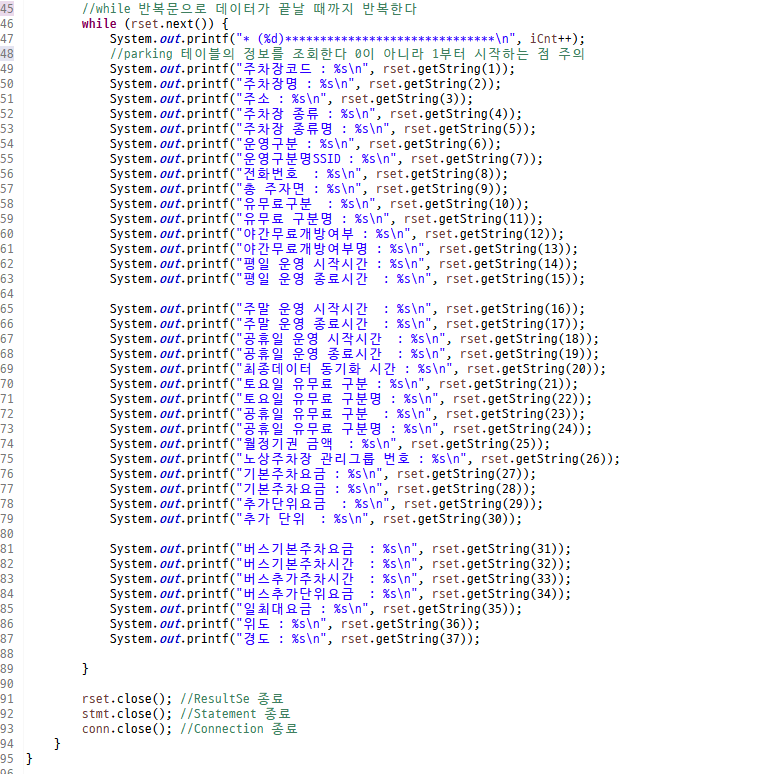 45 //while 반복문으로 데이터가 끝날 때까지 반복한다
46 while (rset.next()) {
47 System.out.printf("* (%d)******************************\n", iCnt++);
48 //parking 테이블의 정보를 조회한다 0이 아니라 1부터 시작하는 점 주의
49 System.out.printf("주차장코드 : %s\n", rset.getString(1));
50 System.out.printf("주차장명 : %s\n", rset.getString(2));
51 System.out.printf("주소 : %s\n", rset.getString(3));
52 System.out.printf("주차장 종류 : %s\n", rset.getString(4));
53 System.out.printf("주차장 종류명 : %s\n", rset.getString(5));
54 System.out.printf("운영구분 : %s\n", rset.getString(6));
55 System.out.printf("운영구분명SSID : %s\n", rset.getString(7));
56 System.out.printf("전화번호  : %s\n", rset.getString(8));
57 System.out.printf("총 주자면 : %s\n", rset.getString(9));
58 System.out.printf("유무료구분  : %s\n", rset.getString(10));
59 System.out.printf("유무료 구분명 : %s\n", rset.getString(11));
60 System.out.printf("야간무료개방여부 : %s\n", rset.getString(12));
61 System.out.printf("야간무료개방여부명 : %s\n", rset.getString(13));
62 System.out.printf("평일 운영 시작시간  : %s\n", rset.getString(14));
63 System.out.printf("평일 운영 종료시간  : %s\n", rset.getString(15));
64
65 System.out.printf("주말 운영 시작시간  : %s\n", rset.getString(16));
66 System.out.printf("주말 운영 종료시간  : %s\n", rset.getString(17));
67 System.out.printf("공휴일 운영 시작시간  : %s\n", rset.getString(18));
68 System.out.printf("공휴일 운영 종료시간  : %s\n", rset.getString(19));
69 System.out.printf("최종데이터 동기화 시간 : %s\n", rset.getString(20));
70 System.out.printf("토요일 유무료 구분 : %s\n", rset.getString(21));
71 System.out.printf("토요일 유무료 구분명 : %s\n", rset.getString(22));
72 System.out.printf("공휴일 유무료 구분  : %s\n", rset.getString(23));
73 System.out.printf("공휴일 유무료 구분명 : %s\n", rset.getString(24));
74 System.out.printf("월정기권 금액  : %s\n", rset.getString(25));
75 System.out.printf("노상주차장 관리그룹 번호 : %s\n", rset.getString(26));
76 System.out.printf("기본주차요금 : %s\n", rset.getString(27));
77 System.out.printf("기본주차요금 : %s\n", rset.getString(28));
78 System.out.printf("추가단위요금  : %s\n", rset.getString(29));
79 System.out.printf("추가 단위  : %s\n", rset.getString(30));
80
81 System.out.printf("버스기본주차요금  : %s\n", rset.getString(31));
82 System.out.printf("버스기본주차시간  : %s\n", rset.getString(32));
83 System.out.printf("버스추가주차시간  : %s\n", rset.getString(33));
84 System.out.printf("버스추가단위요금  : %s\n", rset.getString(34));
85 System.out.printf("일최대요금 : %s\n", rset.getString(35));
86 System.out.printf("위도 : %s\n", rset.getString(36));
87 System.out.printf("경도 : %s\n", rset.getString(37));
88
89 }
90
91 rset.close(); //ResultSe 종료
92 stmt.close(); //Statement 종료
93 conn.close(); //Connection 종료
94 }
95 }
96